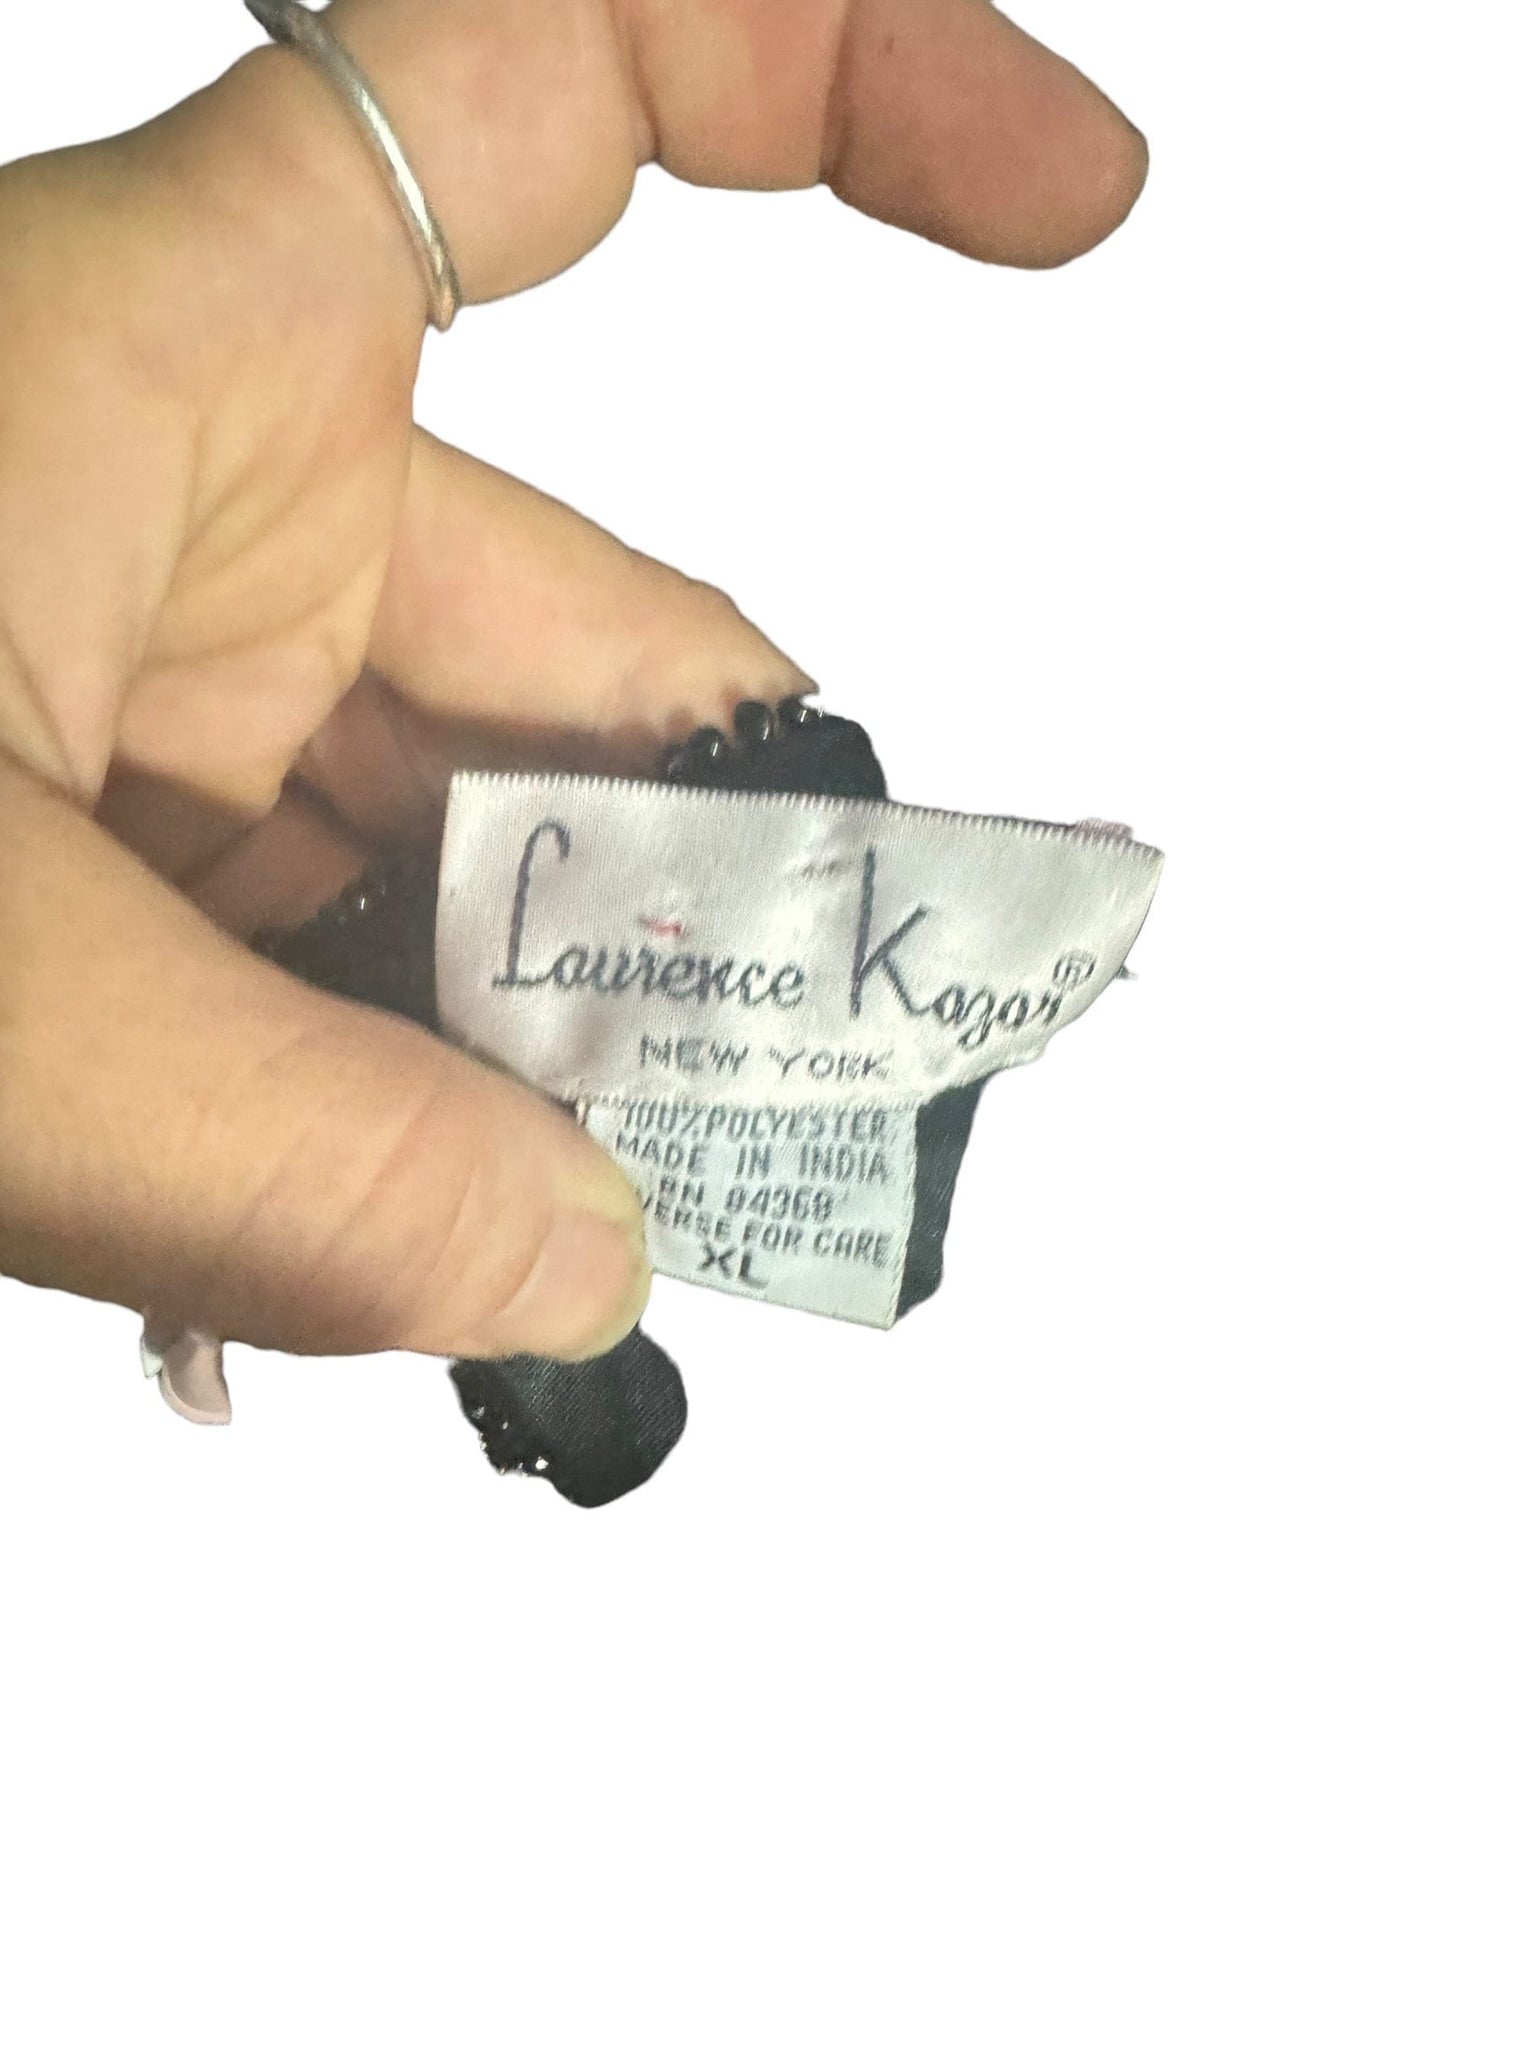 Laurence Kazar®
NEW YORK
100% POLYESTER
MADE IN INDIA
RN 84368
VERSE FOR CARE
XL